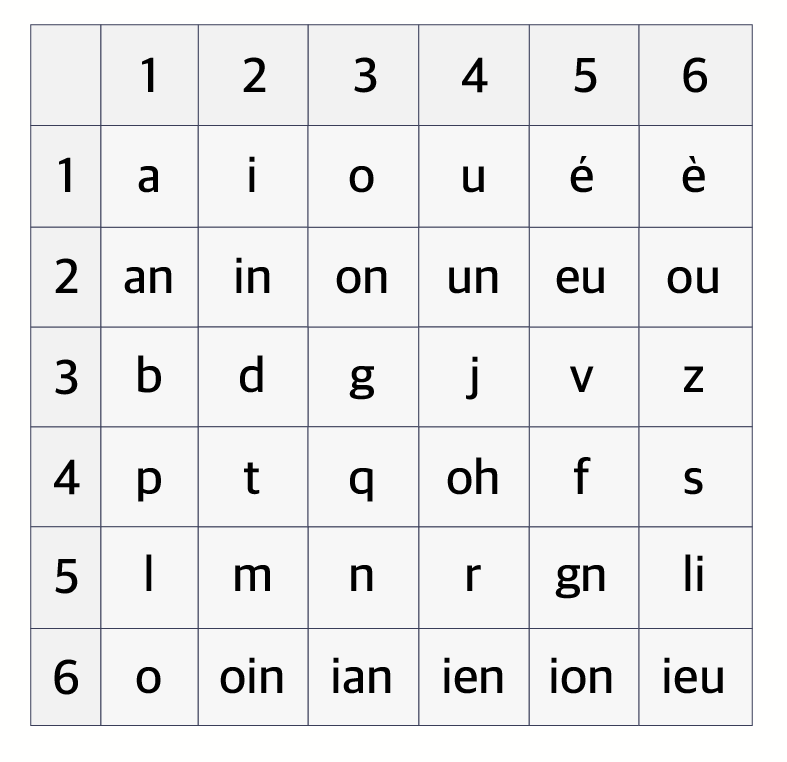 1 2 3 4 5 6
1 a i o u é è
2 an in on un eu ou
3 b d g j v z
4 p t q oh f s
5 l m n r gn li
6 o oin ian ien ion ieu